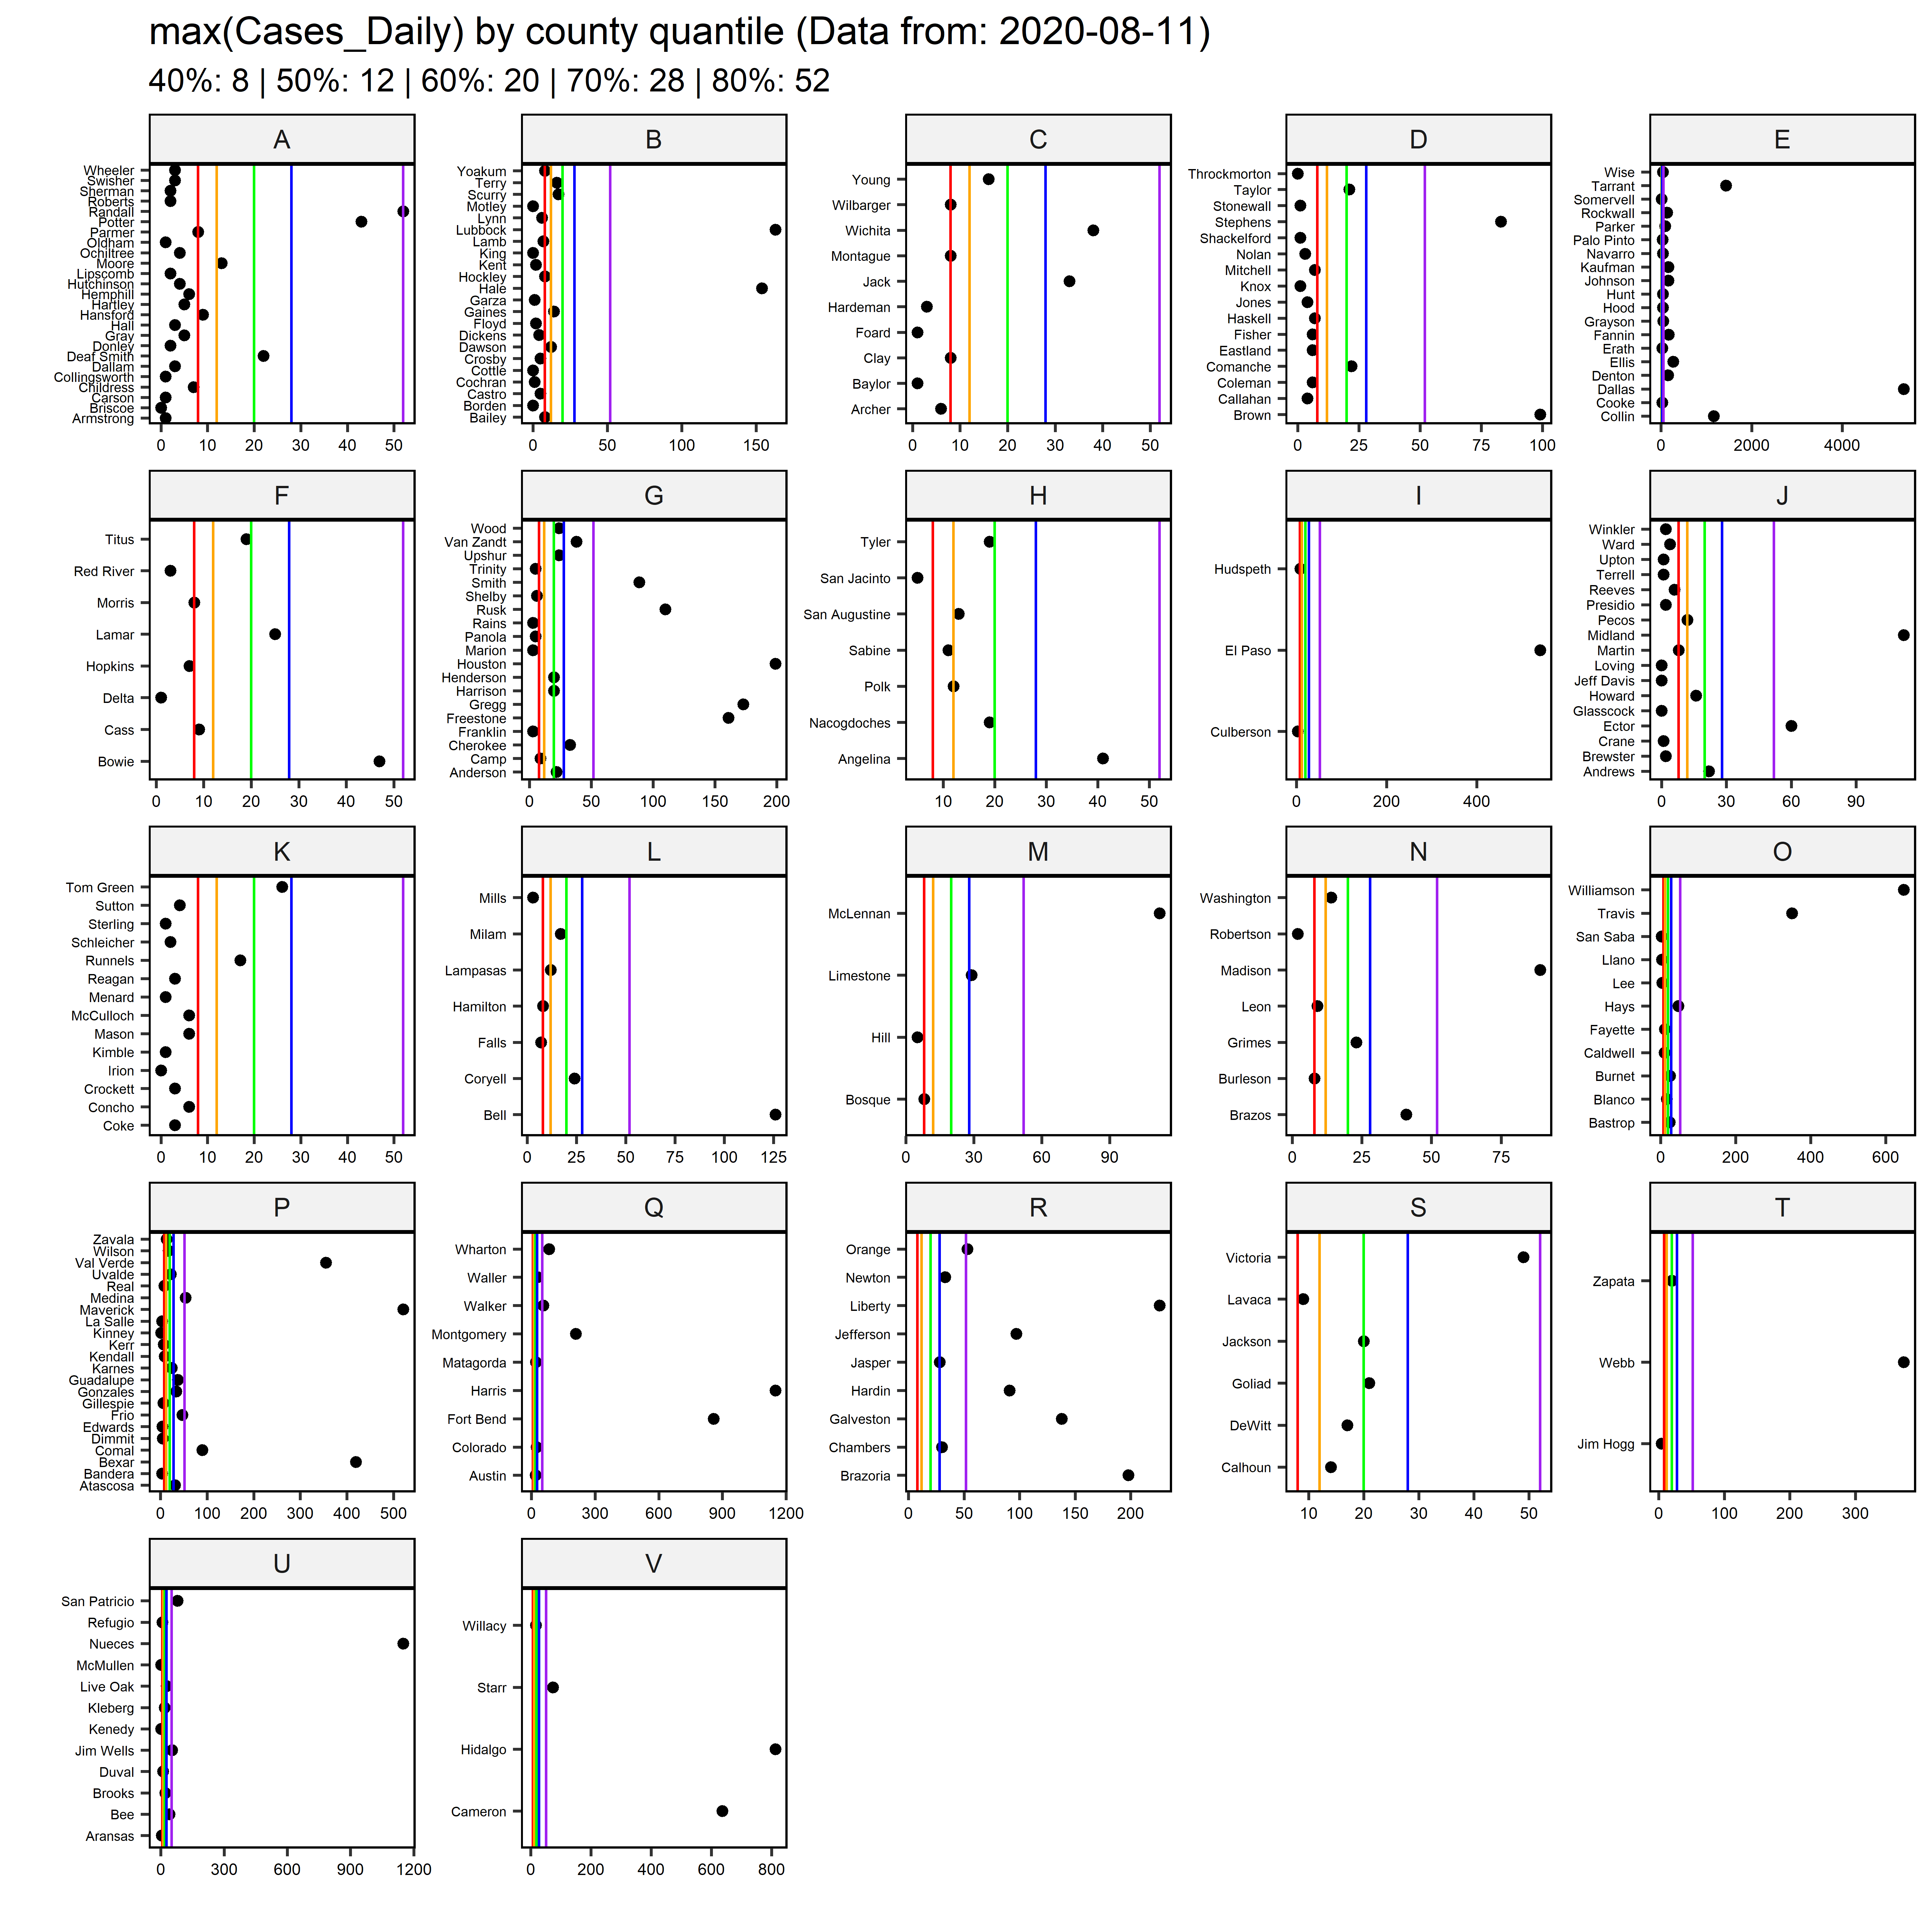 max(Cases_Daily) by county quantile (Data from: 2020-08-11)
40%: 8 | 50%: 12 | 60%: 20 | 70%: 28 | 80%: 52
A
Wheeler
Swisher
Sherman
Roberts
Randall
Potter
Parmer
Oldham
Ochiltree
Moore
Lipscomb
Hutchinson
Hemphill
Hartley
Hansford
Hall
Gray
Donley
Deaf Smith
Dallam
Collingsworth
Childress
Carson
Briscoe
Armstrong
0 10 20 30 40 50
B
Yoakum
Terry
Scurry
Motley
Lynn
Lubbock
Lamb
King
Kent
Hockley
Hale
Garza
Gaines
Floyd
Dickens
Dawson
Crosby
Cottle
Cochran
Castro
Borden
Bailey
0 50 100 150
C
Young
Wilbarger
Wichita
Montague
Jack
Hardeman
Foard
Clay
Baylor
Archer
0 10 20 30 40 50
D
Throckmorton
Taylor
Stonewall
Stephens
Shackelford
Nolan
Mitchell
Knox
Jones
Haskell
Fisher
Eastland
Comanche
Coleman
Callahan
Brown
0 25 50 75 100
E
Wise
Tarrant
Somervell
Rockwall
Parker
Palo Pinto
Navarro
Kaufman
Johnson
Hunt
Hood
Grayson
Fannin
Erath
Ellis
Denton
Dallas
Cooke
Collin
0 2000 4000
F
Titus
Red River
Morris
Lamar
Hopkins
Delta
Cass
Bowie
0 10 20 30 40 50
G
Wood
Van Zandt
Upshur
Trinity
Smith
Shelby
Rusk
Rains
Panola
Marion
Houston
Henderson
Harrison
Gregg
Freestone
Franklin
Cherokee
Camp
Anderson
0 50 100 150 200
H
Tyler
San Jacinto
San Augustine
Sabine
Polk
Nacogdoches
Angelina
10 20 30 40 50
I
Hudspeth
El Paso
Culberson
0 200 400
J
Winkler
Ward
Upton
Terrell
Reeves
Presidio
Pecos
Midland
Martin
Loving
Jeff Davis
Howard
Glasscock
Ector
Crane
Brewster
Andrews
0 30 60 90
K
Tom Green
Sutton
Sterling
Schleicher
Runnels
Reagan
Menard
McCulloch
Mason
Kimble
Irion
Crockett
Concho
Coke
0 10 20 30 40 50
L
Mills
Milam
Lampasas
Hamilton
Falls
Coryell
Bell
0 25 50 75 100 125
M
McLennan
Limestone
Hill
Bosque
0 30 60 90
N
Washington
Robertson
Madison
Leon
Grimes
Burleson
Brazos
0 25 50 75
O
Williamson
Travis
San Saba
Llano
Lee
Hays
Fayette
Caldwell
Burnet
Blanco
Bastrop
0 200 400 600
P
Zavala
Wilson
Val Verde
Uvalde
Real
Medina
Maverick
La Salle
Kinney
Kerr
Kendall
Karnes
Guadalupe
Gonzales
Gillespie
Frio
Edwards
Dimmit
Comal
Bexar
Bandera
Atascosa
0 100 200 300 400 500
Q
Wharton
Waller
Walker
Montgomery
Matagorda
Harris
Fort Bend
Colorado
Austin
0 300 600 900 1200
R
Orange
Newton
Liberty
Jefferson
Jasper
Hardin
Galveston
Chambers
Brazoria
0 50 100 150 200
S
Victoria
Lavaca
Jackson
Goliad
DeWitt
Calhoun
10 20 30 40 50
T
Zapata
Webb
Jim Hogg
0 100 200 300
U
San Patricio
Refugio
Nueces
McMullen
Live Oak
Kleberg
Kenedy
Jim Wells
Duval
Brooks
Bee
Aransas
0 300 600 900 1200
V
Willacy
Starr
Hidalgo
Cameron
0 200 400 600 800